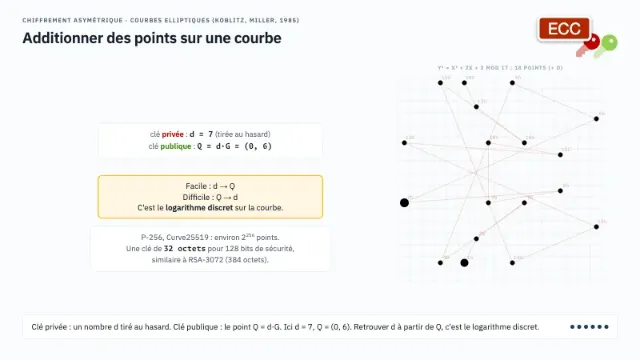 CHIFFREMENT ASYMÉTRIQUE · COURBES ELLIPTIQUES (KOBLITZ, MILLER, 1985)
Additionner des points sur une courbe
ECC
clé privée : d = 7 (tirée au hasard)
clé publique : Q = d·G = (0, 6)
Facile : d → Q
Difficile : Q → d
C'est le logarithme discret sur la courbe.
P-256, Curve25519 : environ 2²⁵⁶ points.
Une clé de 32 octets pour 128 bits de sécurité,
similaire à RSA-3072 (384 octets).
Clé privée : un nombre d tiré au hasard. Clé publique : le point Q = d·G. Ici d = 7, Q = (0, 6). Retrouver d à partir de Q, c'est le logarithme discret.